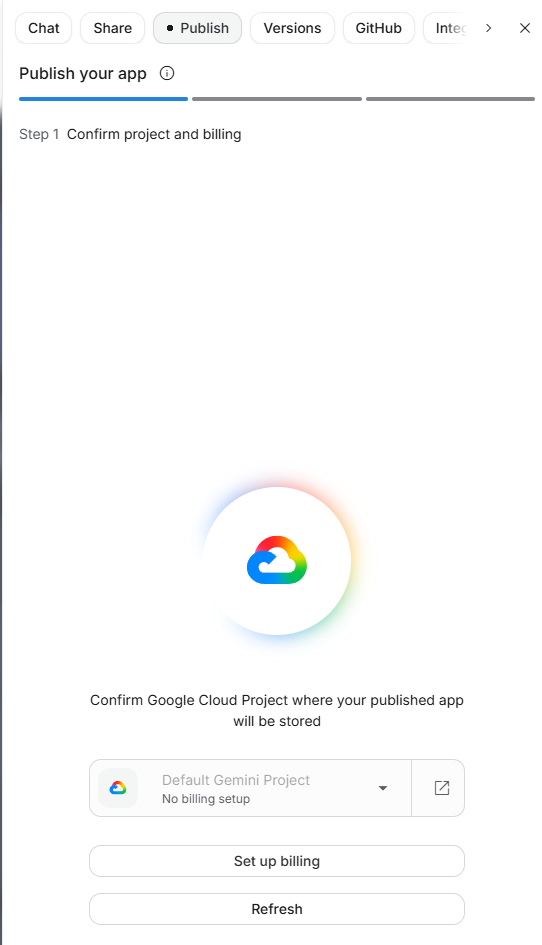 Chat Share Publish Versions GitHub
Publish your app
Step 1 Confirm project and billing
Confirm Google Cloud Project where your published app
will be stored
Default Gemini Project
No billing setup
Set up billing
Refresh